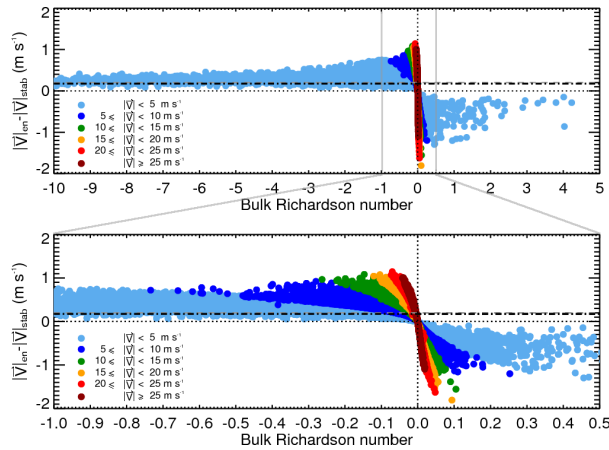 2
1
0
-1
-2
|V|en-|V|stab (m s⁻¹)
|V| < 5 m s⁻¹
5 ⩽ |V| < 10 m s⁻¹
10 ⩽ |V| < 15 m s⁻¹
15 ⩽ |V| < 20 m s⁻¹
20 ⩽ |V| < 25 m s⁻¹
|V| ⩾ 25 m s⁻¹
-10 -9 -8 -7 -6 -5 -4 -3 -2 -1 0 1 2 3 4 5
Bulk Richardson number
2
1
0
-1
-2
|V|en-|V|stab (m s⁻¹)
|V| < 5 m s⁻¹
5 ⩽ |V| < 10 m s⁻¹
10 ⩽ |V| < 15 m s⁻¹
15 ⩽ |V| < 20 m s⁻¹
20 ⩽ |V| < 25 m s⁻¹
|V| ⩾ 25 m s⁻¹
-1.0 -0.9 -0.8 -0.7 -0.6 -0.5 -0.4 -0.3 -0.2 -0.1 0.0 0.1 0.2 0.3 0.4 0.5
Bulk Richardson number